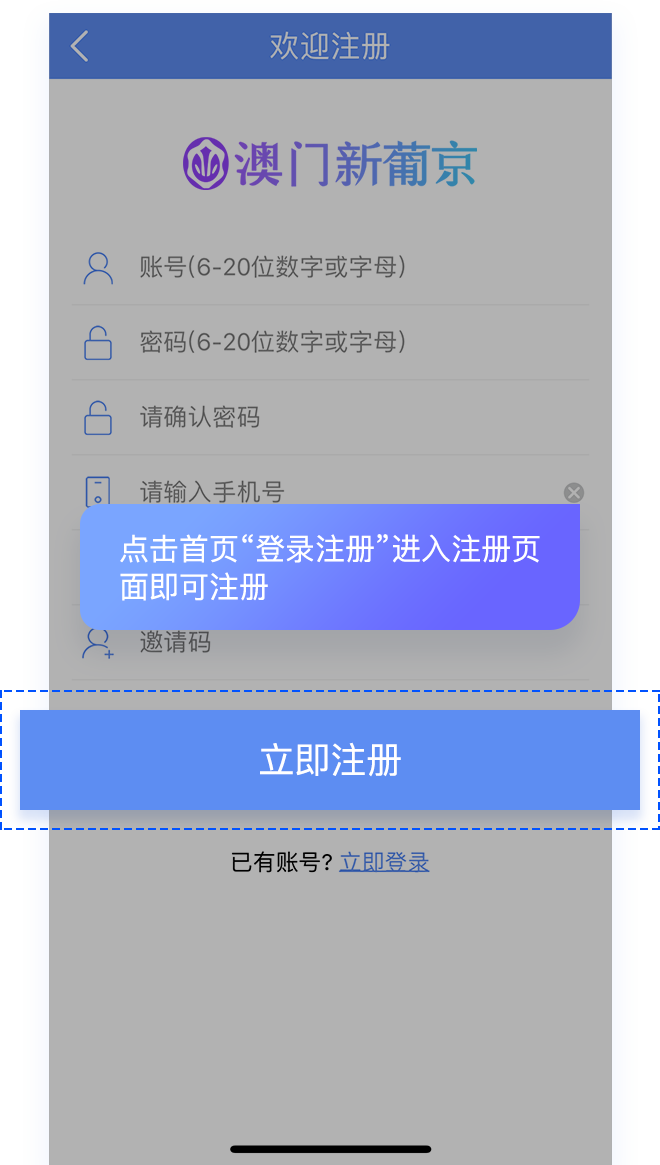 欢迎注册
澳门新葡京
账号(6-20位数字或字母)
密码(6-20位数字或字母)
请确认密码
请输入手机号
点击首页“登录注册”进入注册页
面即可注册
邀请码
立即注册
已有账号? 立即登录